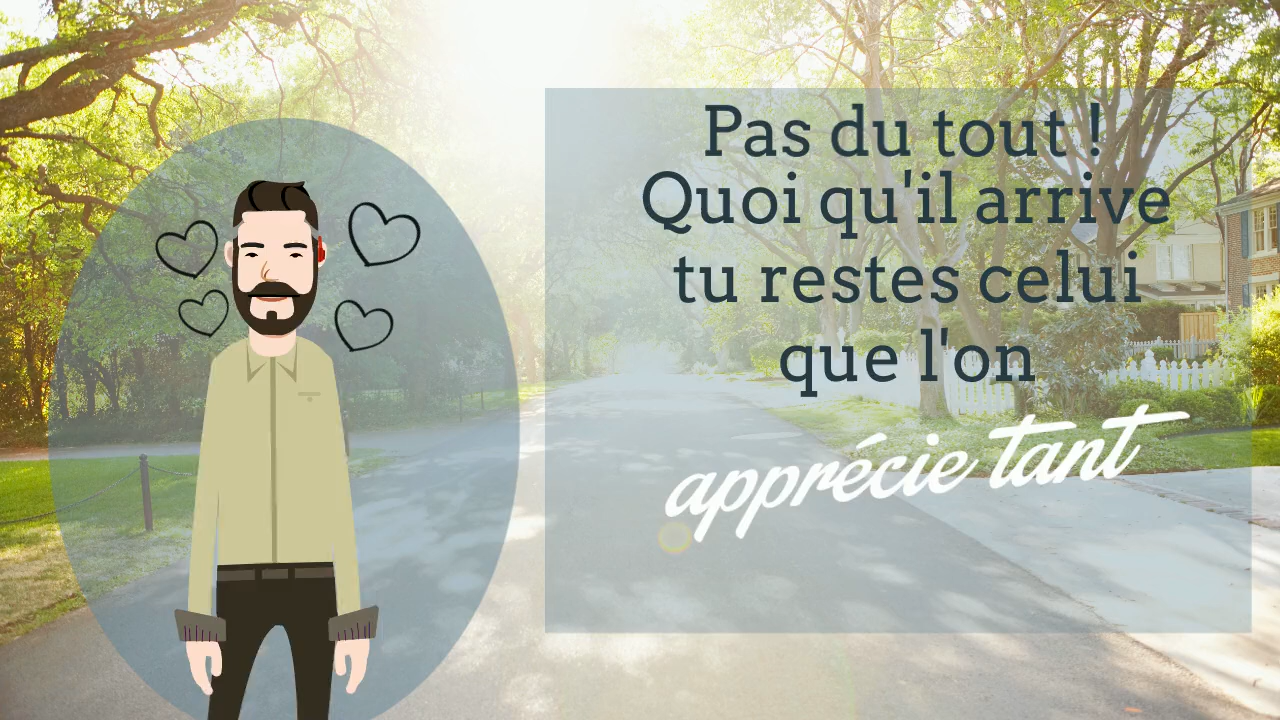 Pas du tout !
Quoi qu'il arrive
tu restes celui
que l'on
apprécie tant